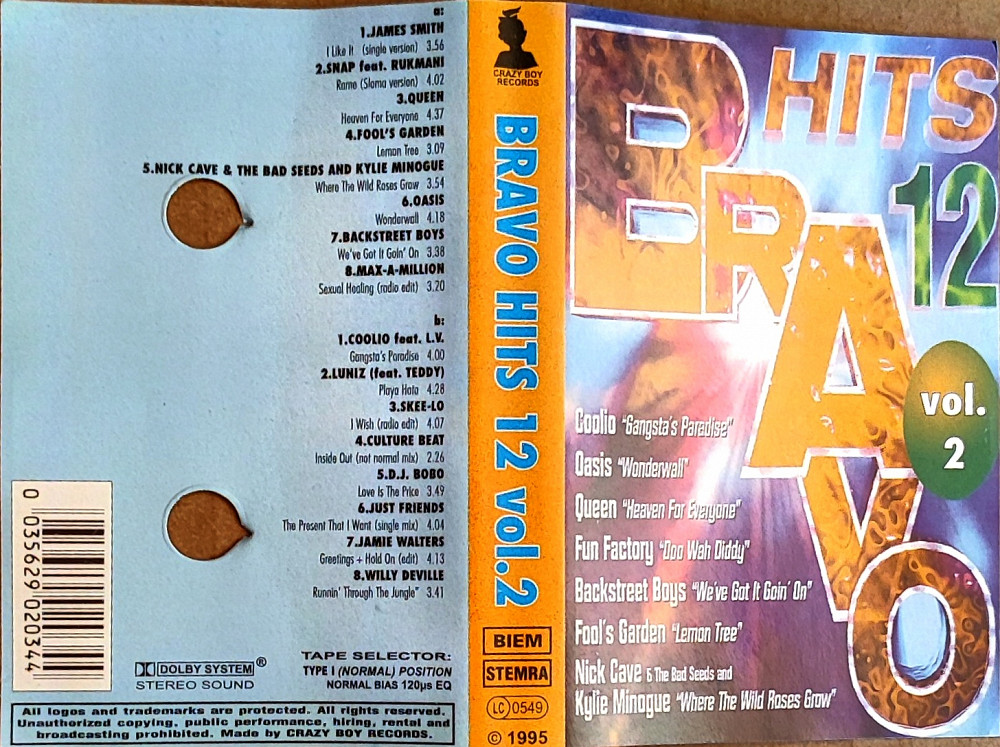 a:
1.JAMES SMITH
I Like It (single version) 3.56
2.SNAP feat. RUKMANI
Rame (Slama version) 4.02
3.QUEEN
Heaven For Everyone 4.37
4.FOOL'S GARDEN
Lemon Tree 3.09
5.NICK CAVE & THE BAD SEEDS AND KYLIE MINOGUE
Where The Wild Roses Grow 3.54
6.OASIS
Wonderwall 4.18
7.BACKSTREET BOYS
We've Got It Goin' On 3.38
8.MAX-A-MILLION
Sexual Healing (radio edit) 3.20
b:
1.COOLIO feat. L.V.
Gangsta's Paradise 4.00
2.LUNIZ (feat. TEDDY)
Playa Hata 4.28
3.SKEE-LO
I Wish (radio edit) 4.07
4.CULTURE BEAT
Inside Out (not normal mix) 2.26
5.D.J. BOBO
Love Is The Price 3.49
6.JUST FRIENDS
The Present That I Want (single mix) 4.04
7.JAMIE WALTERS
Greetings + Hold On (edit) 4.13
8.WILLY DEVILLE
Runnin' Through The Jungle" 3.41
0 035629 020344
DOLBY SYSTEM®
STEREO SOUND
TAPE SELECTOR:
TYPE I (NORMAL) POSITION
NORMAL BIAS 120µs EQ
All logos and trademarks are protected. All rights reserved.
Unauthorized copying, public performance, hiring, rental and
broadcasting prohibited. Made by CRAZY BOY RECORDS.
CRAZY BOY
RECORDS
BRAVO HITS 12 vol.2
BIEM
STEMRA
LC 0549
© 1995
BRAVO
HITS
12
vol.
2
Coolio "Gangsta's Paradise"
Oasis "Wonderwall"
Queen "Heaven For Everyone"
Fun Factory "Doo Wah Diddy"
Backstreet Boys "We've Got It Goin' On"
Fool's Garden "Lemon Tree"
Nick Cave & The Bad Seeds and
Kylie Minogue "Where The Wild Roses Grow"